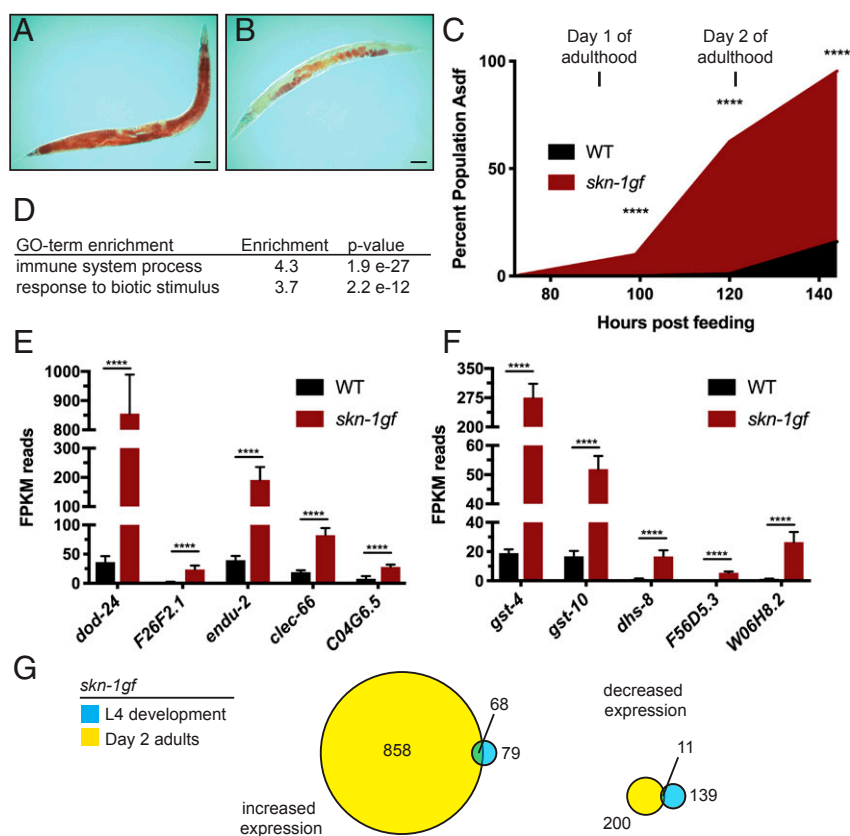 A
B
C
Day 1 of
adulthood
Day 2 of
adulthood
****
****
****
Percent Population Asdf
100
50
0
80
100
120
140
Hours post feeding
WT
skn-1gf
D
GO-term enrichment Enrichment p-value
immune system process 4.3 1.9 e-27
response to biotic stimulus 3.7 2.2 e-12
E
FPKM reads
1000
900
800
300
200
100
100
75
50
25
0
****
****
****
****
****
WT
skn-1gf
dod-24
F26F2.1
endu-2
clec-66
C04G6.5
F
FPKM reads
350
275
200
60
50
40
20
10
0
****
****
****
****
****
WT
skn-1gf
gst-4
gst-10
dhs-8
F56D5.3
W06H8.2
G
skn-1gf
L4 development
Day 2 adults
858
68
79
increased
expression
decreased
expression
11
139
200